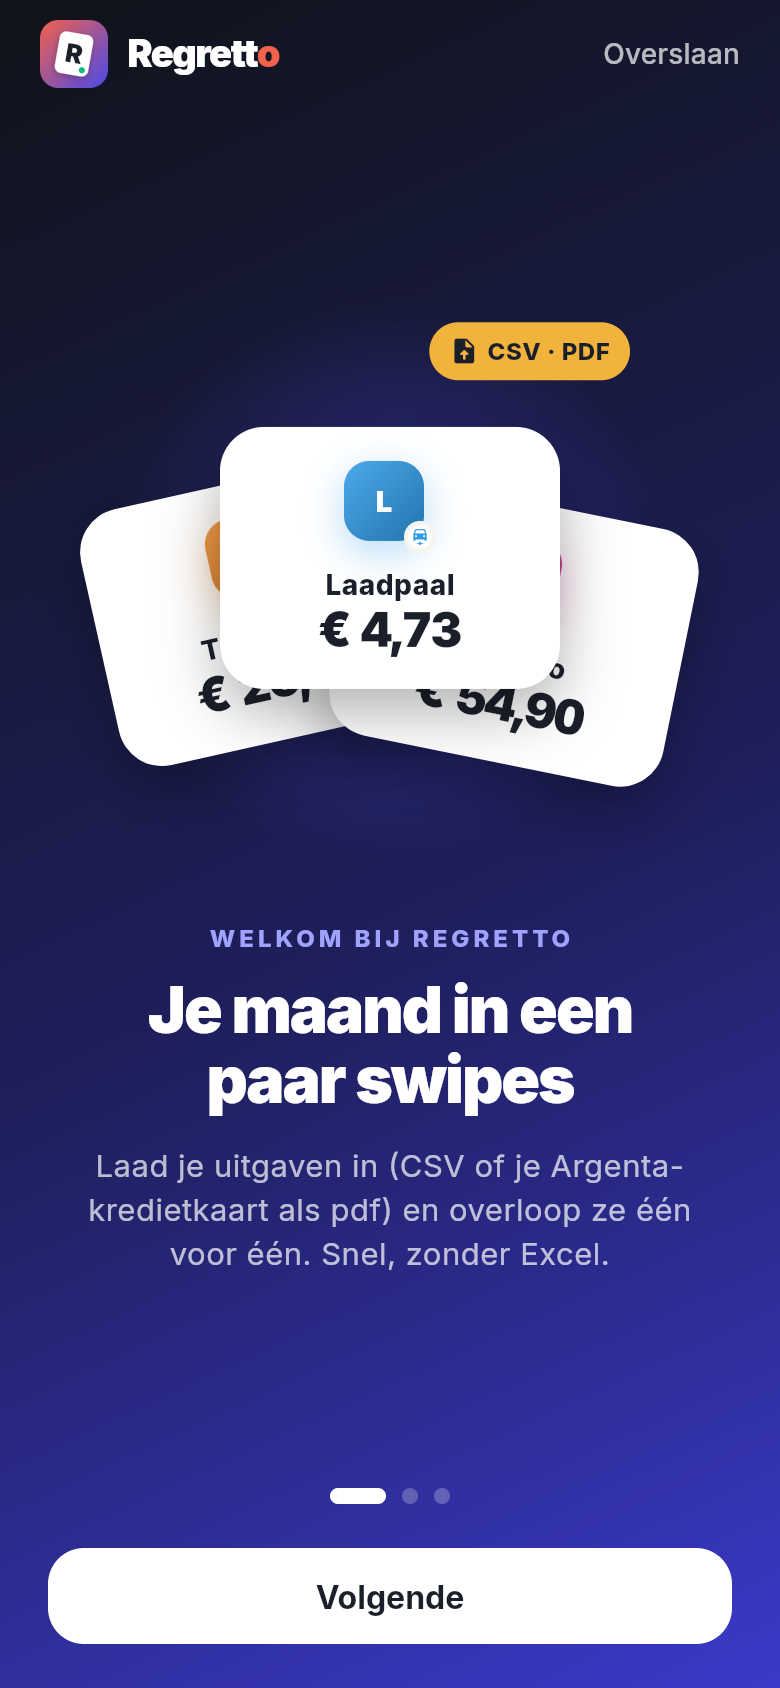 R
Regretto
Overslaan
CSV · PDF
L
Laadpaal
€ 4,73
€ 54,90
WELKOM BIJ REGRETTO
Je maand in een
paar swipes
Laad je uitgaven in (CSV of je Argenta-
kredietkaart als pdf) en overloop ze één
voor één. Snel, zonder Excel.
Volgende